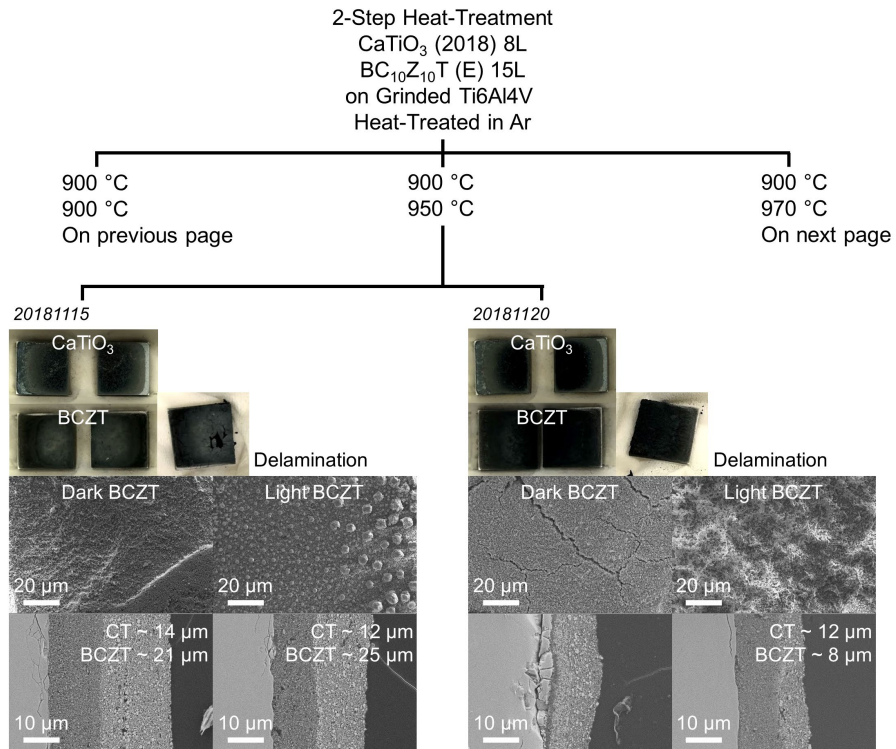 2-Step Heat-Treatment
CaTiO₃ (2018) 8L
BC₁₀Z₁₀T (E) 15L
on Grinded Ti6Al4V
Heat-Treated in Ar
900 °C
900 °C
On previous page
900 °C
950 °C
900 °C
970 °C
On next page
20181115
CaTiO₃
BCZT
Delamination
Dark BCZT
Light BCZT
20 µm
20 µm
CT ~ 14 µm
BCZT ~ 21 µm
10 µm
CT ~ 12 µm
BCZT ~ 25 µm
10 µm
20181120
CaTiO₃
BCZT
Delamination
Dark BCZT
Light BCZT
20 µm
20 µm
10 µm
CT ~ 12 µm
BCZT ~ 8 µm
10 µm